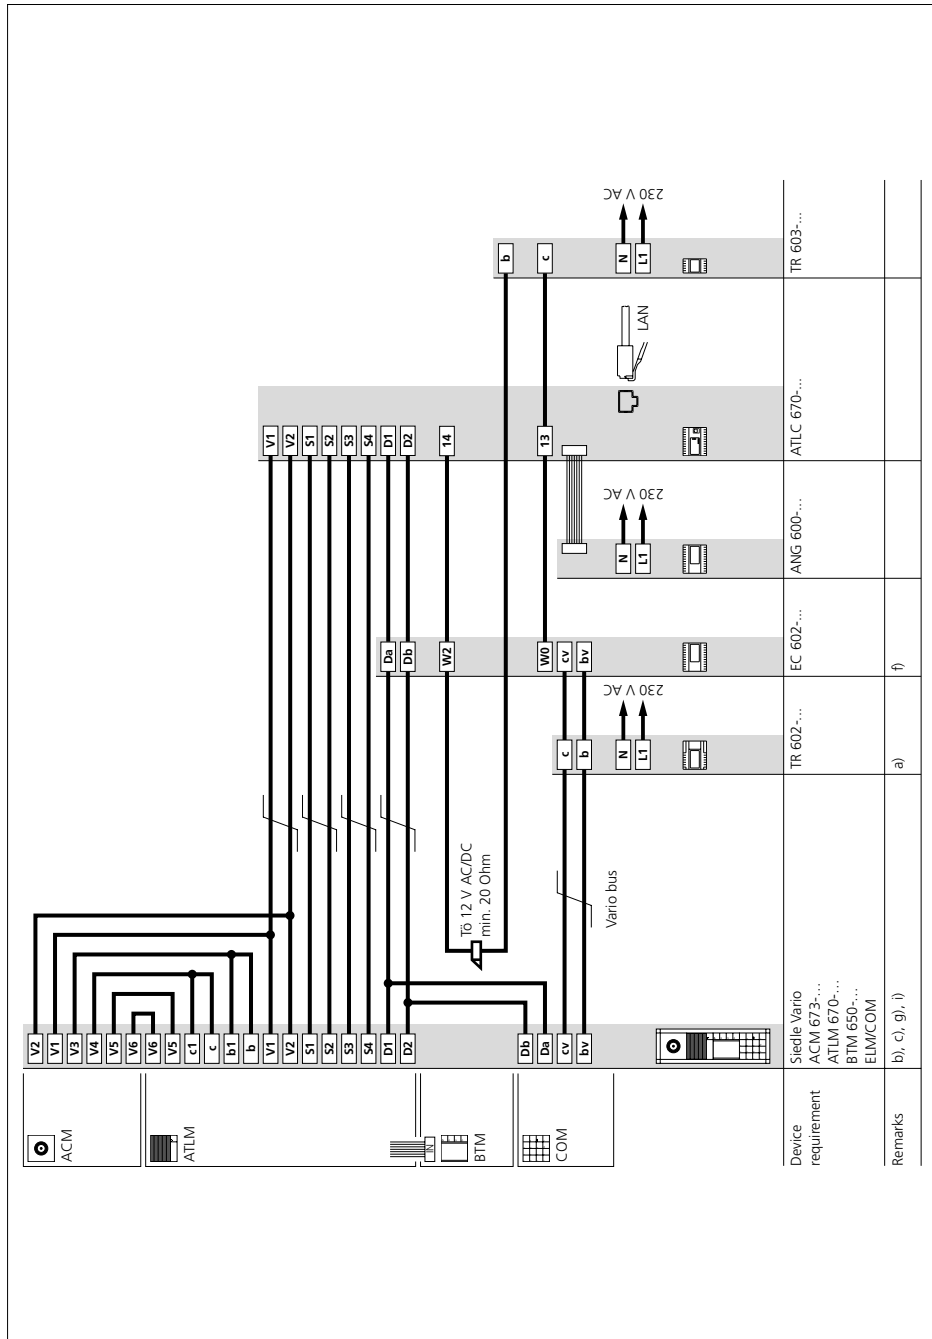 ACM
ATLM
IN
BTM
COM
V2
V1
V3
V4
V5
V6
V6
V5
c1
c
b1
b
V1
V2
S1
S2
S3
S4
D1
D2
Db
Da
cv
bv
Tö 12 V AC/DC
min. 20 Ohm
Vario bus
c
b
N
L1
230 V AC
Da
Db
W2
W0
cv
bv
N
L1
230 V AC
V1
V2
S1
S2
S3
S4
D1
D2
14
13
LAN
b
c
N
L1
230 V AC
Device
requirement
Siedle Vario
ACM 673-...
ATLM 670-...
BTM 650-...
ELM/COM
TR 602-...
EC 602-...
ANG 600-...
ATLC 670-...
TR 603-...
Remarks
b), c), g), i)
a)
f)